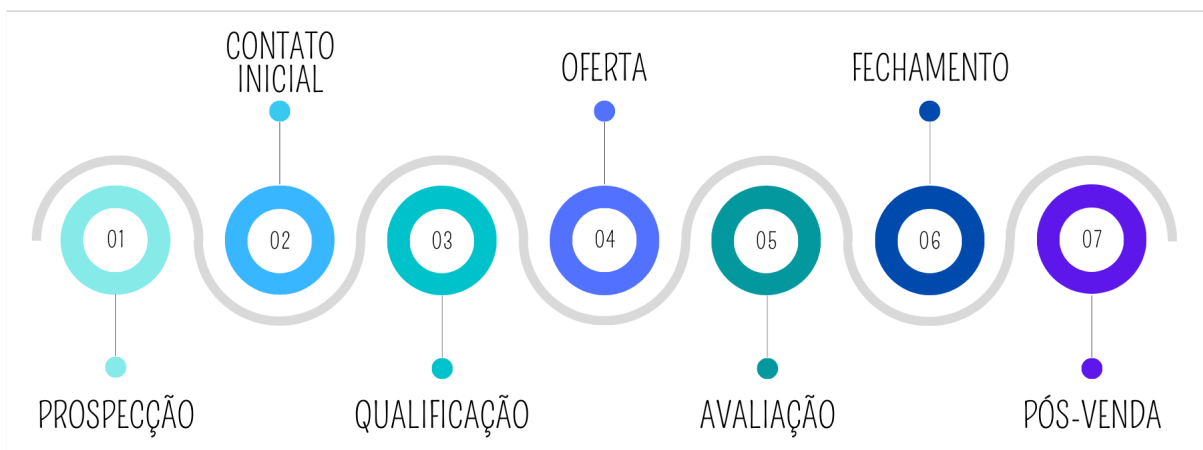 CONTATO
INICIAL
OFERTA
FECHAMENTO
01
02
03
04
05
06
07
PROSPECÇÃO
QUALIFICAÇÃO
AVALIAÇÃO
PÓS-VENDA